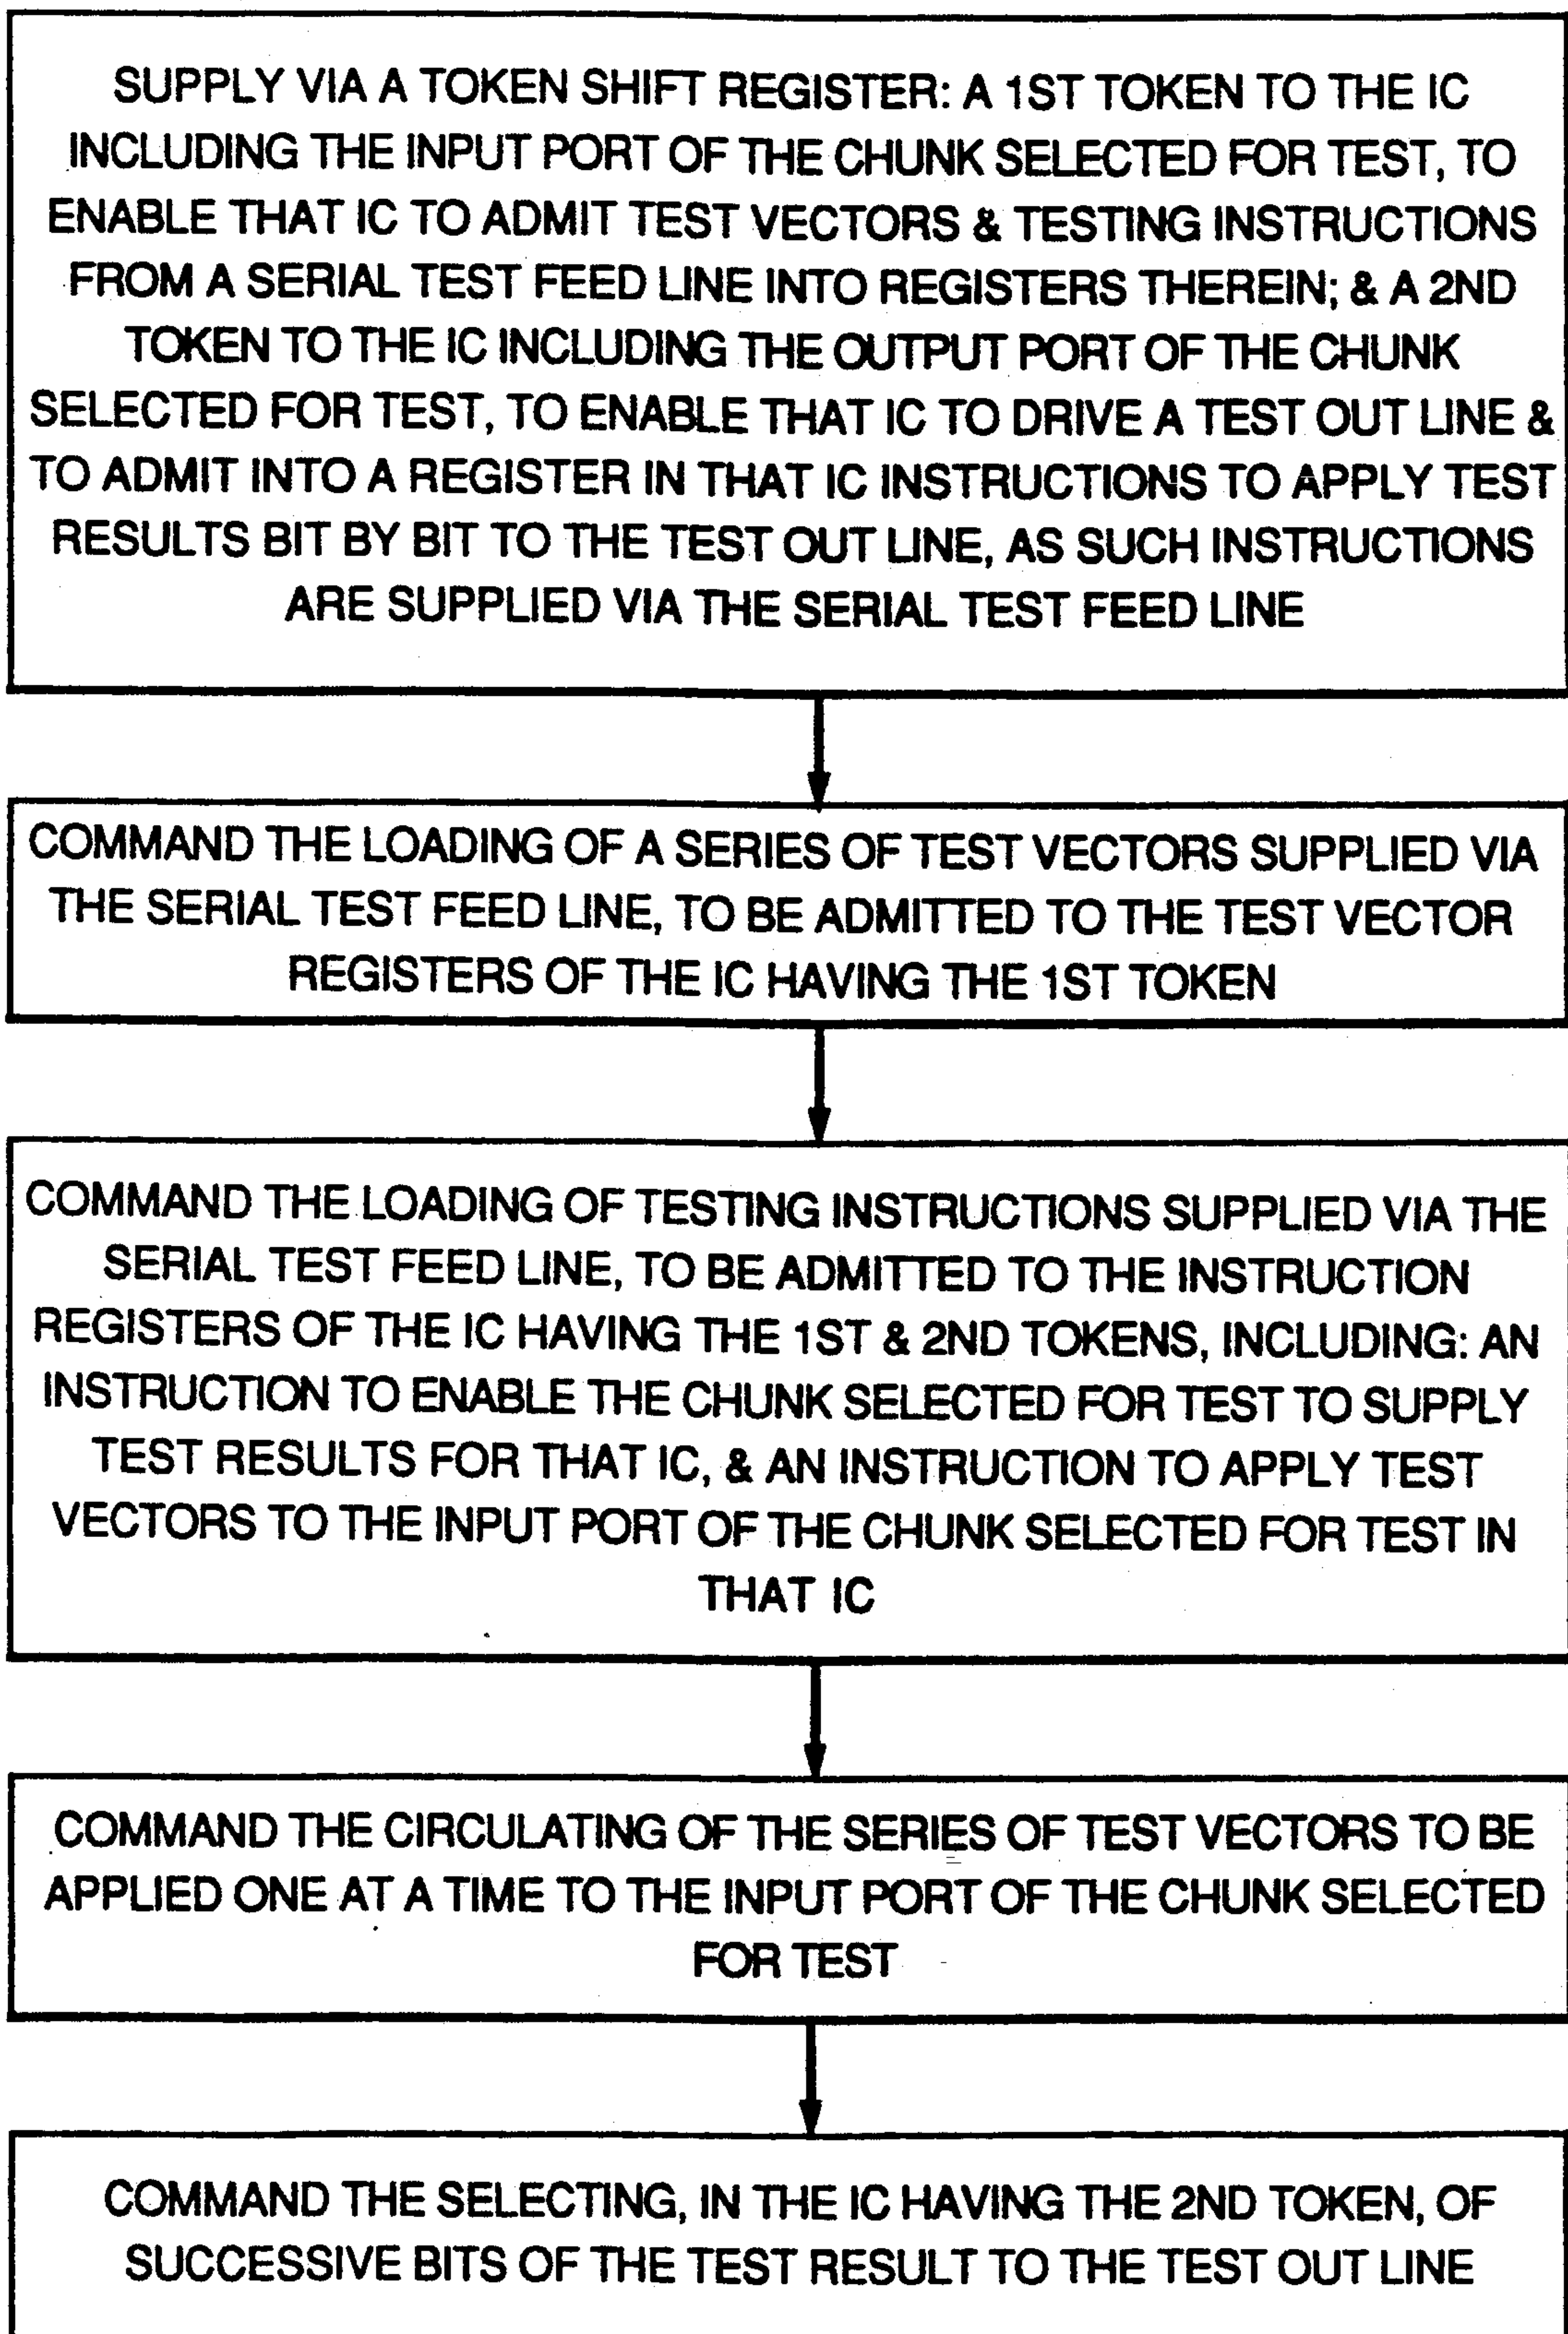 SUPPLY VIA A TOKEN SHIFT REGISTER: A 1ST TOKEN TO THE IC
INCLUDING THE INPUT PORT OF THE CHUNK SELECTED FOR TEST, TO
ENABLE THAT IC TO ADMIT TEST VECTORS & TESTING INSTRUCTIONS
FROM A SERIAL TEST FEED LINE INTO REGISTERS THEREIN; & A 2ND
TOKEN TO THE IC INCLUDING THE OUTPUT PORT OF THE CHUNK
SELECTED FOR TEST, TO ENABLE THAT IC TO DRIVE A TEST OUT LINE &
TO ADMIT INTO A REGISTER IN THAT IC INSTRUCTIONS TO APPLY TEST
RESULTS BIT BY BIT TO THE TEST OUT LINE, AS SUCH INSTRUCTIONS
ARE SUPPLIED VIA THE SERIAL TEST FEED LINE
COMMAND THE LOADING OF A SERIES OF TEST VECTORS SUPPLIED VIA
THE SERIAL TEST FEED LINE, TO BE ADMITTED TO THE TEST VECTOR
REGISTERS OF THE IC HAVING THE 1ST TOKEN
COMMAND THE LOADING OF TESTING INSTRUCTIONS SUPPLIED VIA THE
SERIAL TEST FEED LINE, TO BE ADMITTED TO THE INSTRUCTION
REGISTERS OF THE IC HAVING THE 1ST & 2ND TOKENS, INCLUDING: AN
INSTRUCTION TO ENABLE THE CHUNK SELECTED FOR TEST TO SUPPLY
TEST RESULTS FOR THAT IC, & AN INSTRUCTION TO APPLY TEST
VECTORS TO THE INPUT PORT OF THE CHUNK SELECTED FOR TEST IN
THAT IC
COMMAND THE CIRCULATING OF THE SERIES OF TEST VECTORS TO BE
APPLIED ONE AT A TIME TO THE INPUT PORT OF THE CHUNK SELECTED
FOR TEST
COMMAND THE SELECTING, IN THE IC HAVING THE 2ND TOKEN, OF
SUCCESSIVE BITS OF THE TEST RESULT TO THE TEST OUT LINE